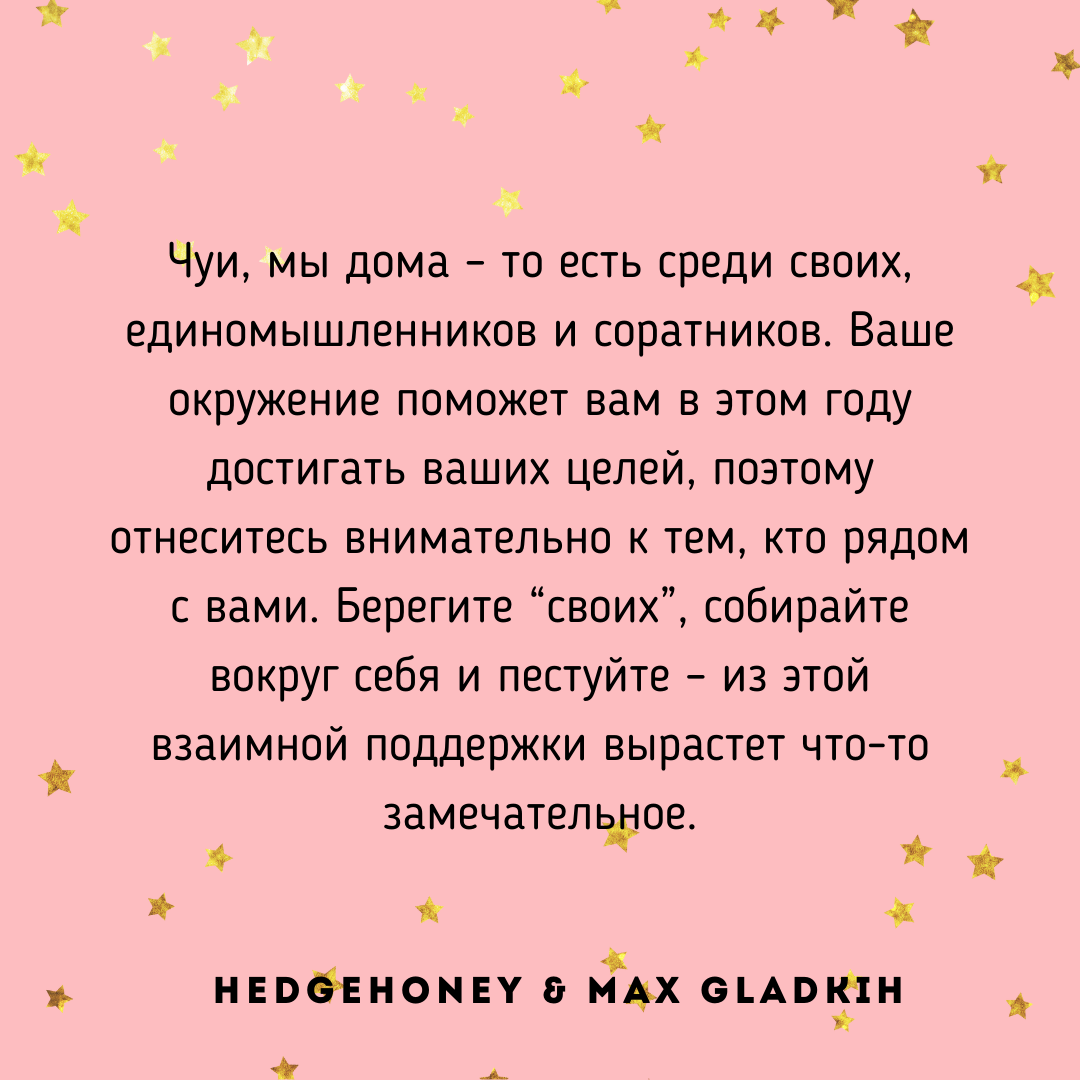 Чуи, мы дома – то есть среди своих,
единомышленников и соратников. Ваше
окружение поможет вам в этом году
достигать ваших целей, поэтому
отнеситесь внимательно к тем, кто рядом
с вами. Берегите “своих”, собирайте
вокруг себя и пестуйте – из этой
взаимной поддержки вырастет что-то
замечательное.
HEDGEHONEY & MAX GLADKIH